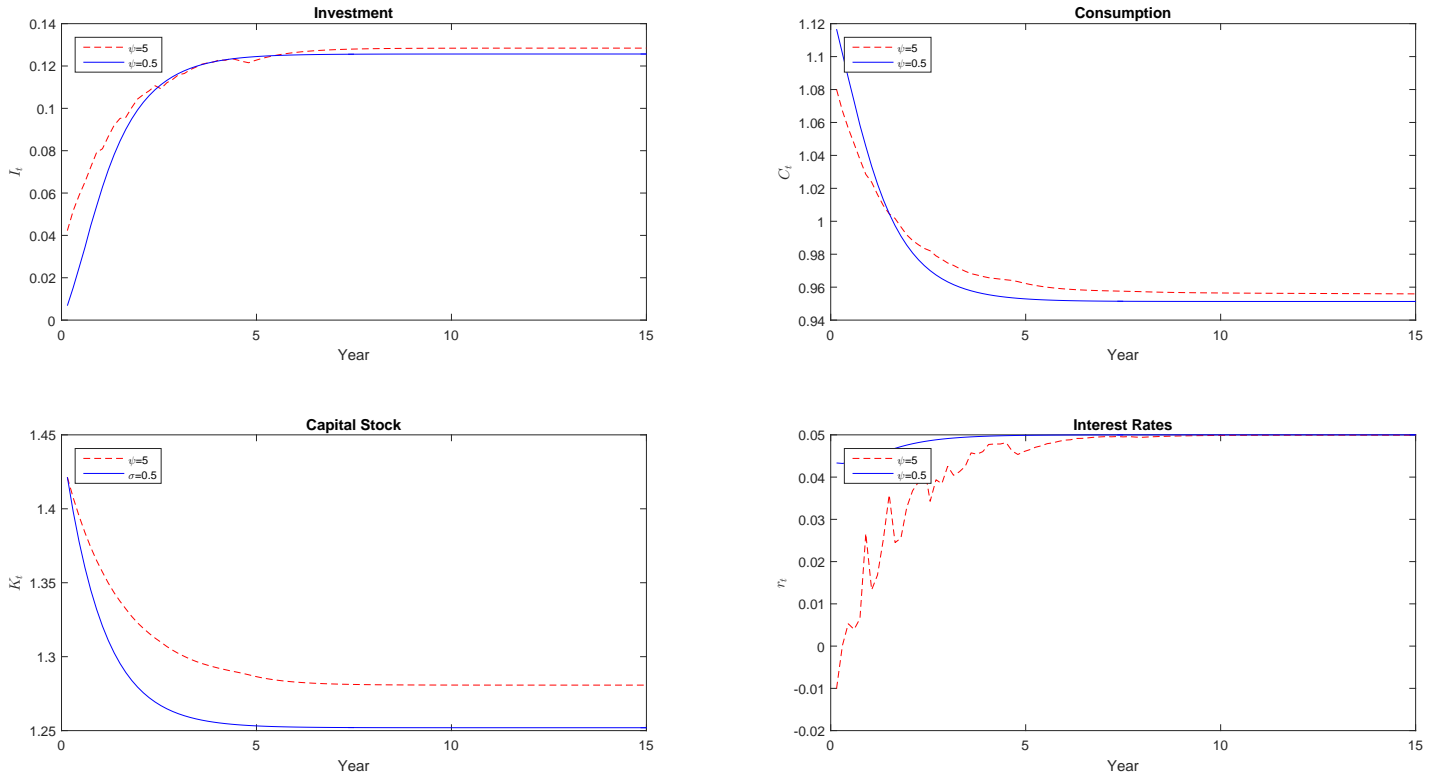 Investment
0.14
0.12
0.1
0.08
0.06
0.04
0.02
0
I_t
ψ=5
ψ=0.5
0 5 10 15
Year
Consumption
1.12
1.1
1.08
1.06
1.04
1.02
1
0.98
0.96
0.94
C_t
ψ=5
ψ=0.5
0 5 10 15
Year
Capital Stock
1.45
1.4
1.35
1.3
1.25
K_t
ψ=5
σ=0.5
0 5 10 15
Year
Interest Rates
0.05
0.04
0.03
0.02
0.01
0
-0.01
-0.02
r_t
ψ=5
ψ=0.5
0 5 10 15
Year